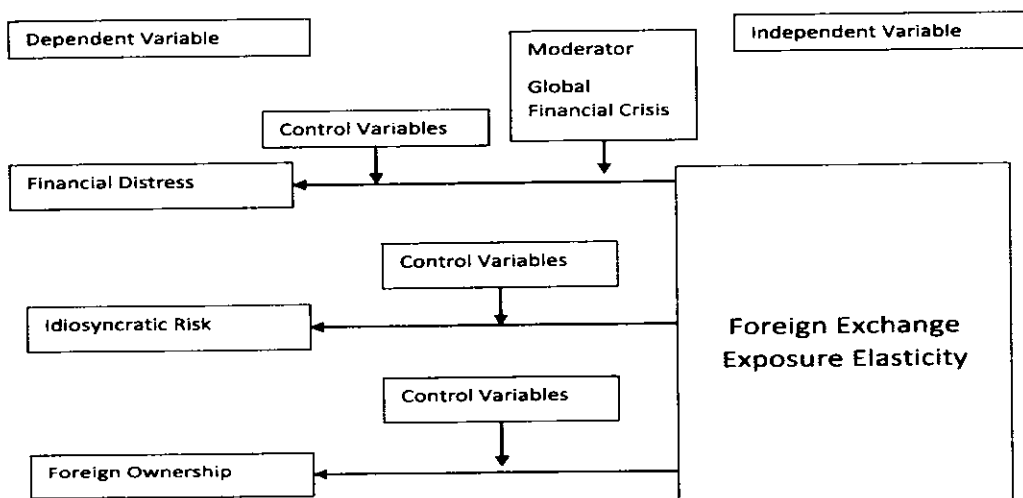 Dependent Variable
Independent Variable
Moderator
Global
Financial Crisis
Control Variables
Financial Distress
Control Variables
Idiosyncratic Risk
Foreign Exchange
Exposure Elasticity
Control Variables
Foreign Ownership